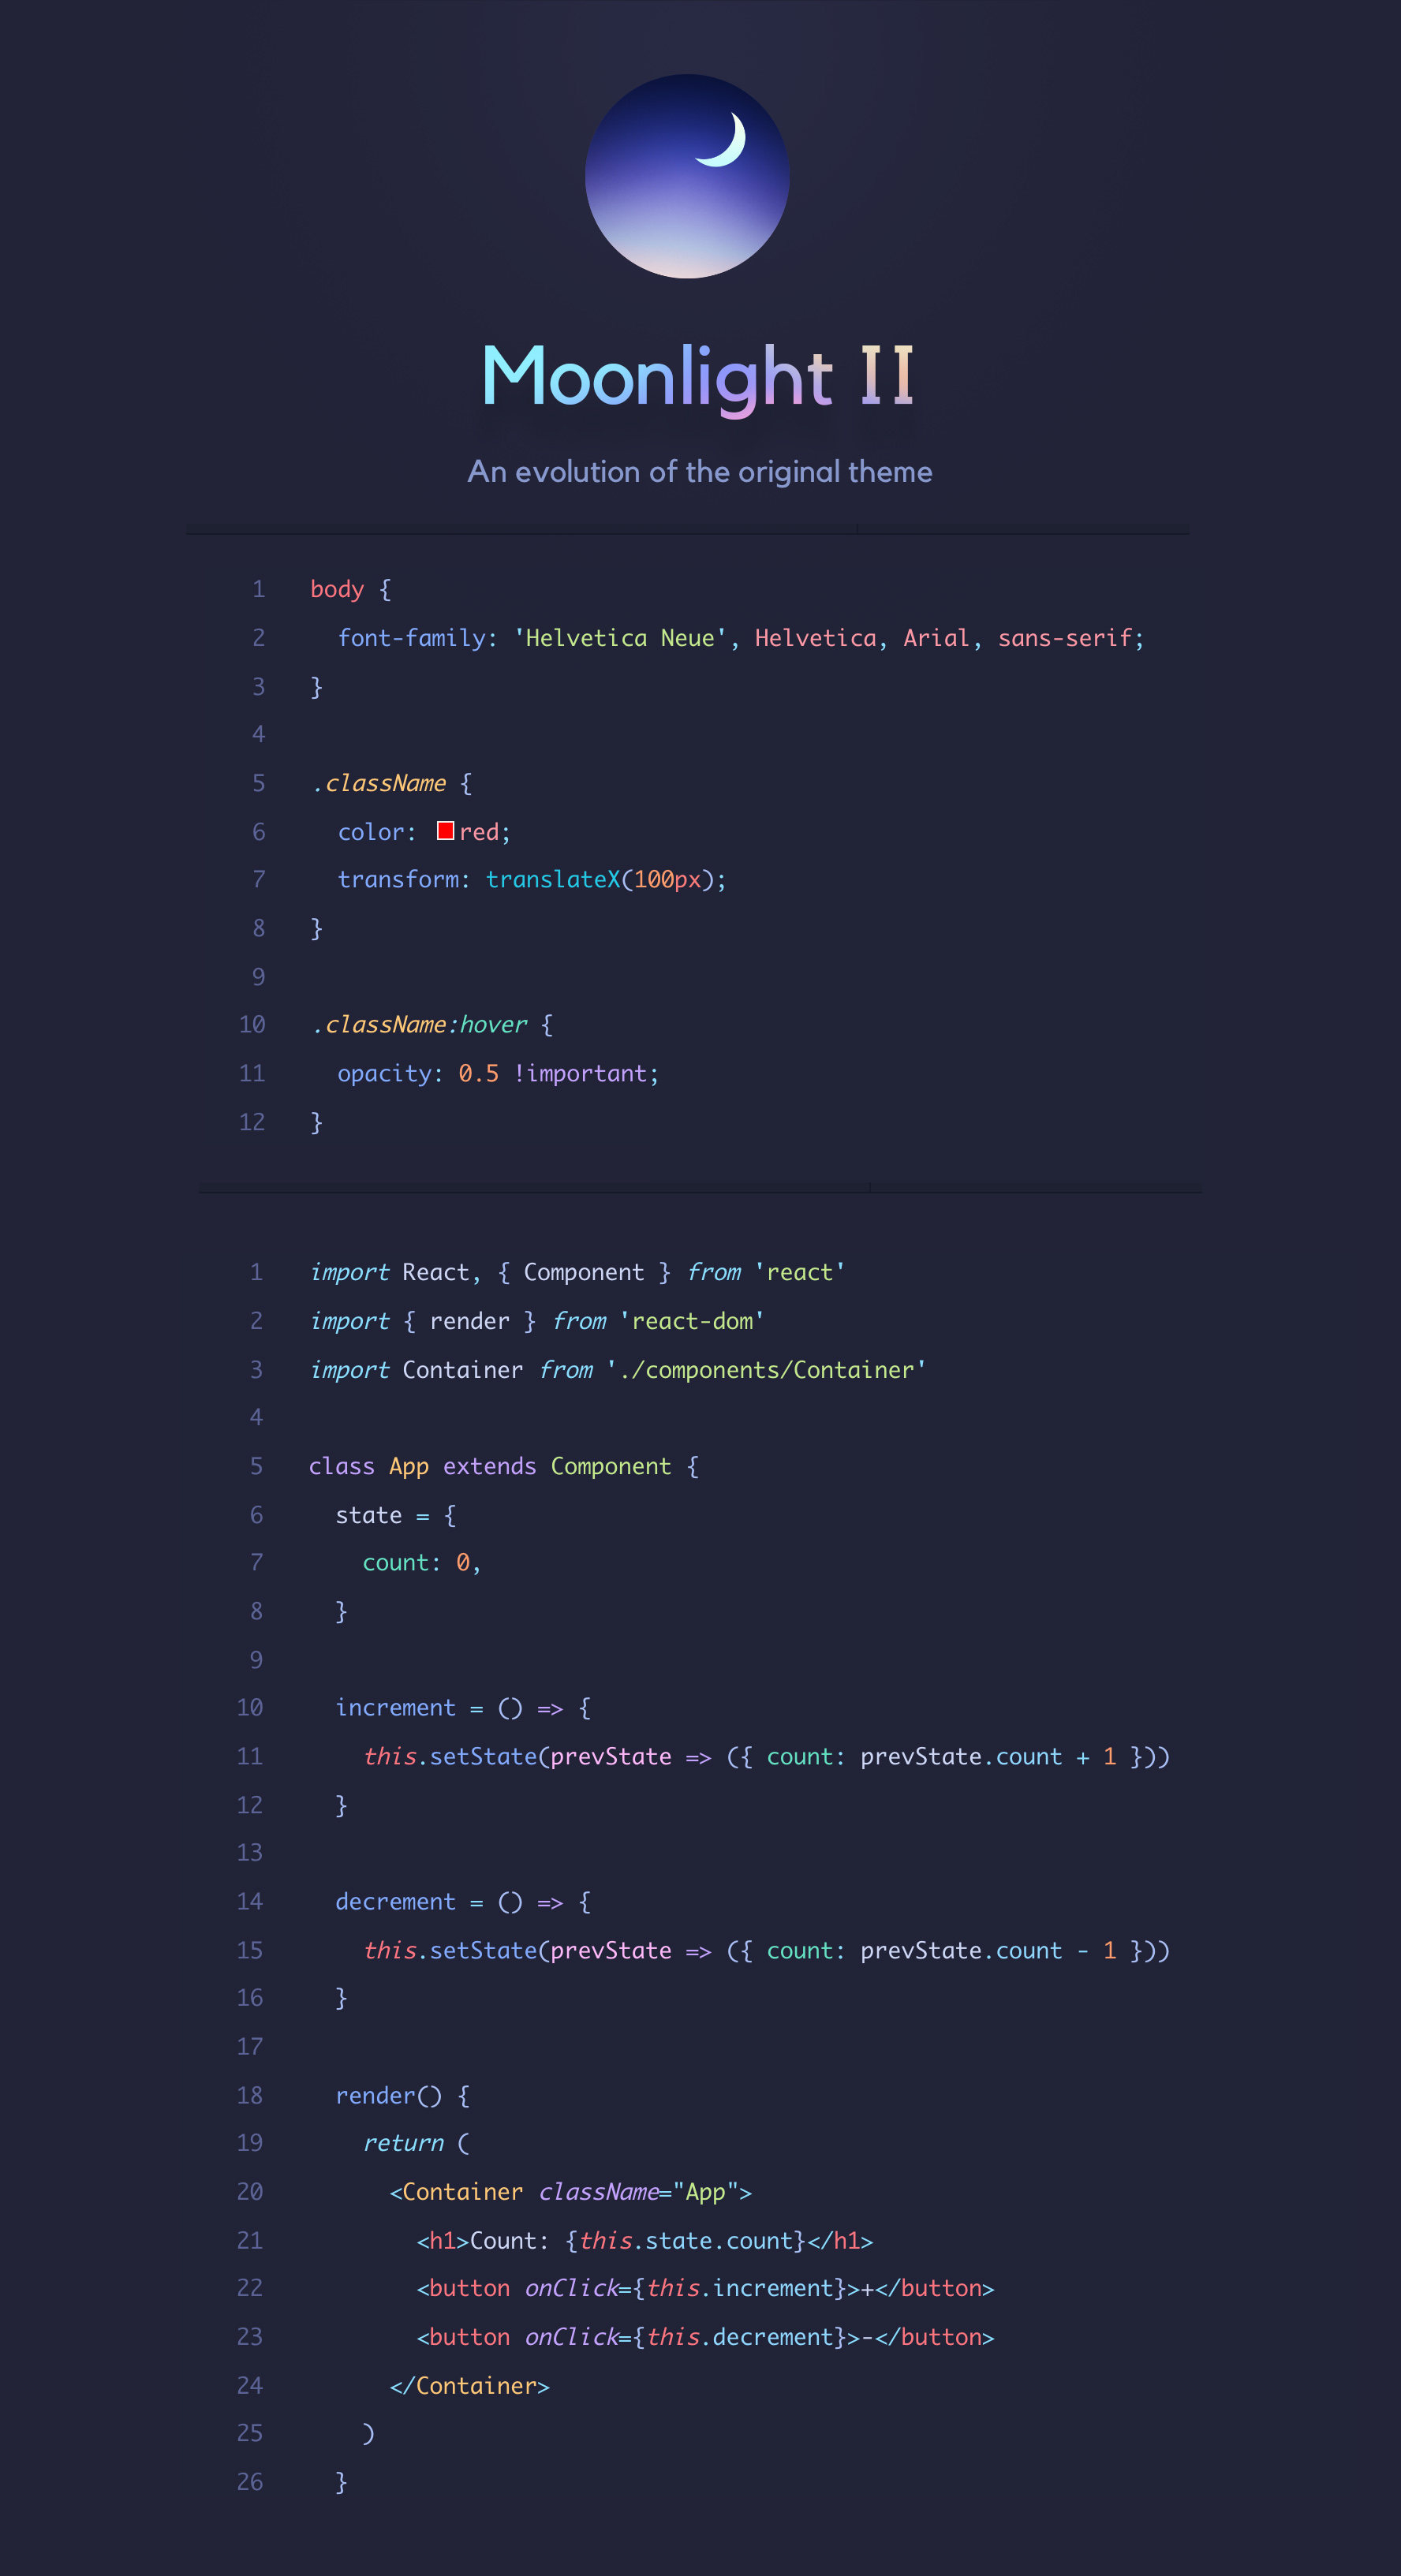 Moonlight II
An evolution of the original theme
1 body {
2   font-family: 'Helvetica Neue', Helvetica, Arial, sans-serif;
3 }
4
5 .className {
6   color: red;
7   transform: translateX(100px);
8 }
9
10 .className:hover {
11   opacity: 0.5 !important;
12 }
1 import React, { Component } from 'react'
2 import { render } from 'react-dom'
3 import Container from './components/Container'
4
5 class App extends Component {
6   state = {
7     count: 0,
8   }
9
10   increment = () => {
11     this.setState(prevState => ({ count: prevState.count + 1 }))
12   }
13
14   decrement = () => {
15     this.setState(prevState => ({ count: prevState.count - 1 }))
16   }
17
18   render() {
19     return (
20       <Container className="App">
21         <h1>Count: {this.state.count}</h1>
22         <button onClick={this.increment}>+</button>
23         <button onClick={this.decrement}>-</button>
24       </Container>
25     )
26   }